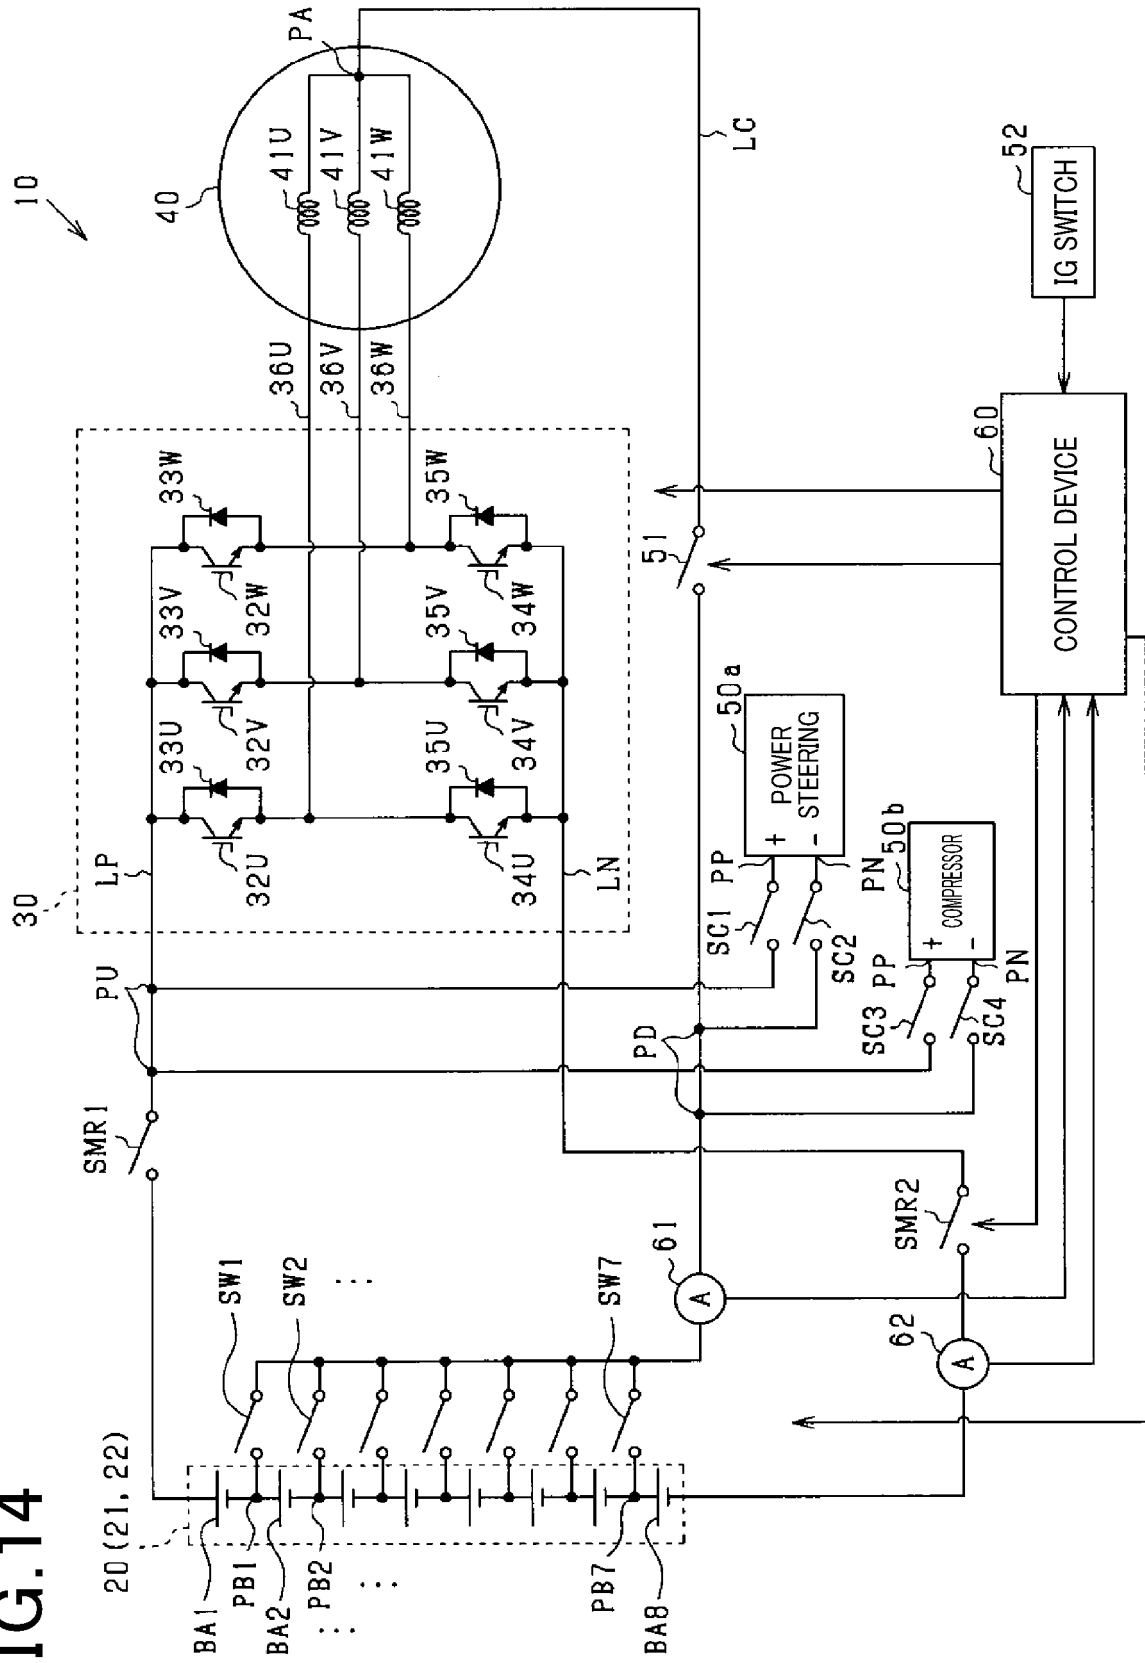 IG.14
10
20(21, 22)
BA1
PB1
BA2
PB2
...
...
PB7
BA8
SW1
SW2
...
SW7
SMR1
PU
30
LP
33U
33V
33W
32U
32V
32W
35U
35V
35W
34U
34V
34W
LN
36U
36V
36W
40
41U
41V
41W
PA
LC
61
A
62
A
SMR2
PD
SC1
SC2
PP
PN
+
-
POWER
STEERING
50a
SC3
SC4
PP
PN
+
-
COMPRESSOR
50b
51
60
CONTROL DEVICE
52
IG SWITCH